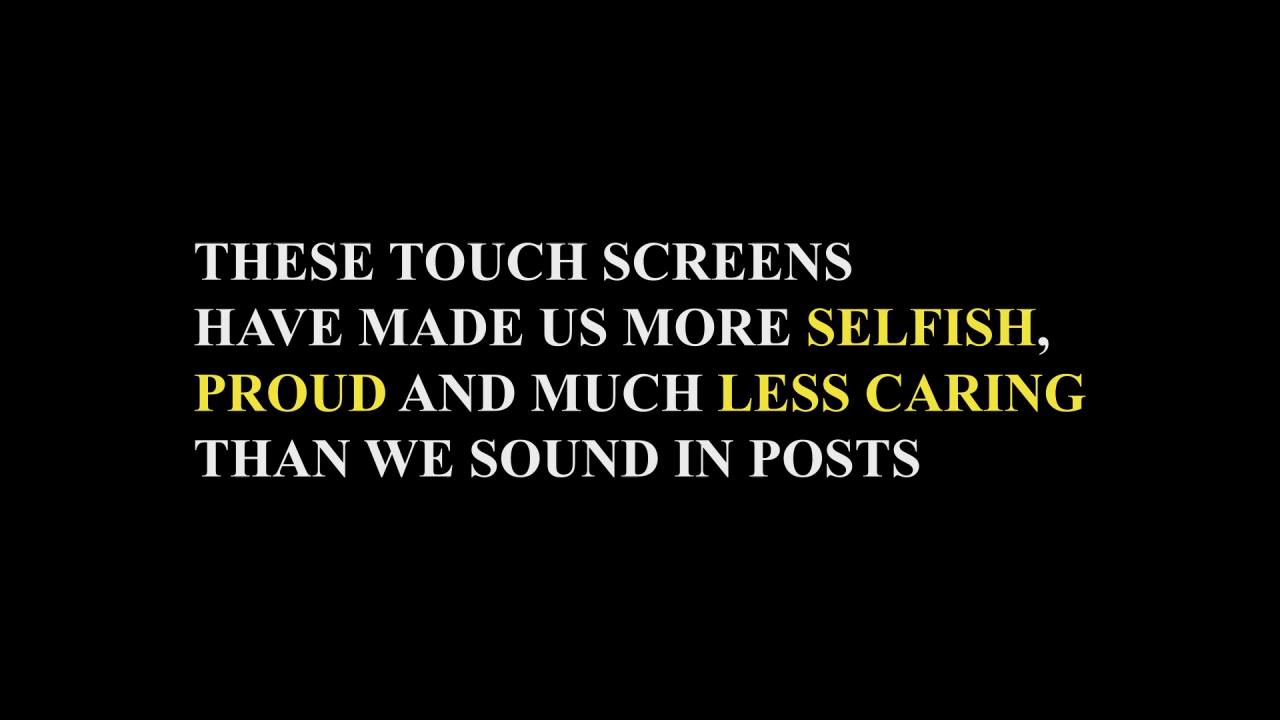 THESE TOUCH SCREENS
HAVE MADE US MORE SELFISH,
PROUD AND MUCH LESS CARING
THAN WE SOUND IN POSTS